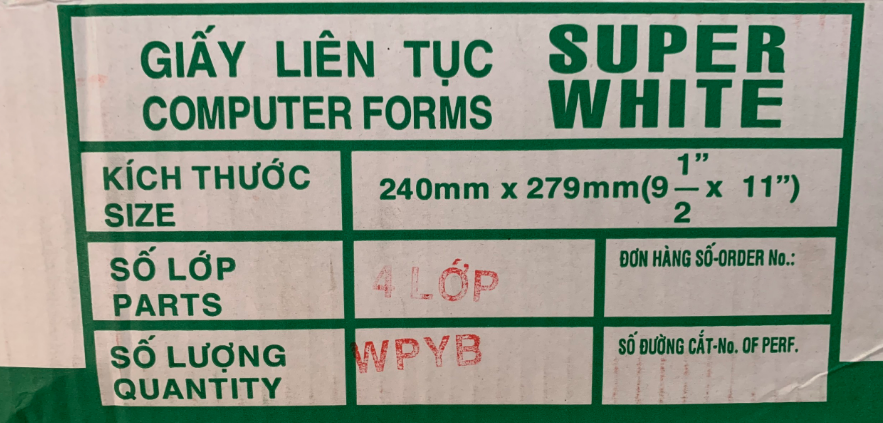 GIẤY LIÊN TỤC
COMPUTER FORMS
SUPER
WHITE
KÍCH THƯỚC
SIZE
240mm x 279mm(9 1"/2 x 11")
SỐ LỚP
PARTS
4 LỚP
ĐƠN HÀNG SỐ-ORDER No.:
SỐ LƯỢNG
QUANTITY
WPYB
SỐ ĐƯỜNG CẮT-No. OF PERF.